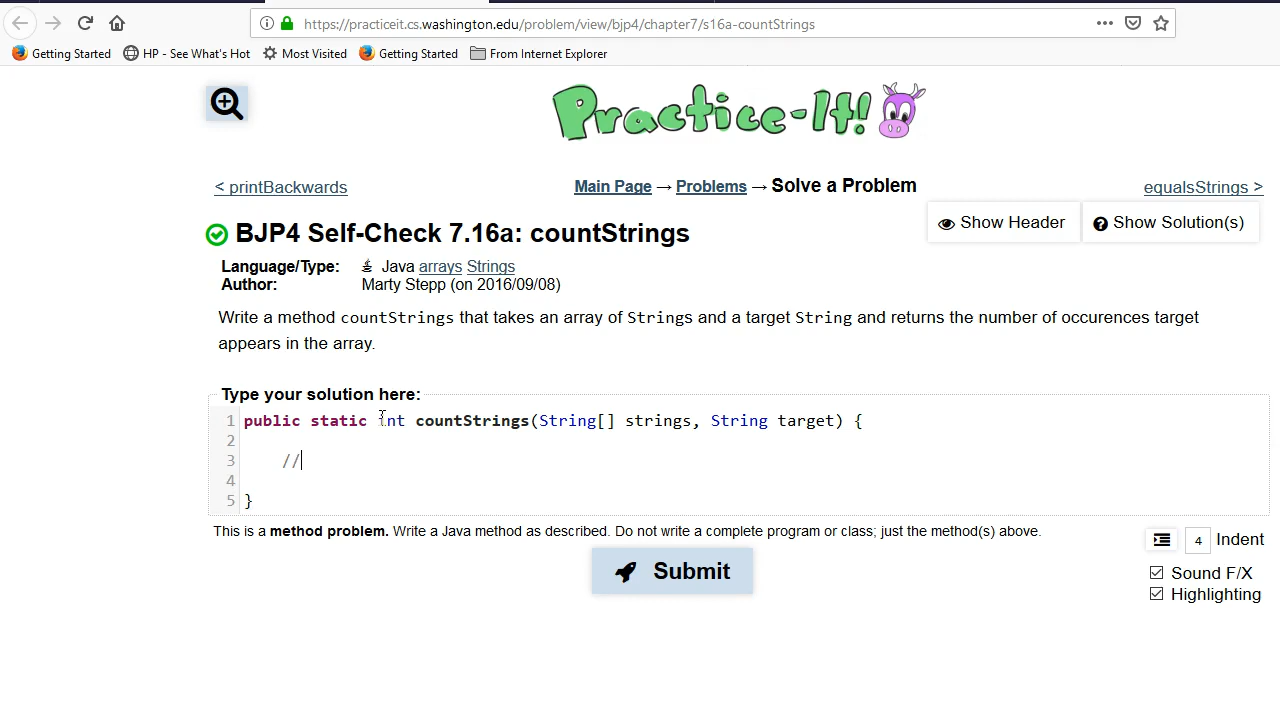 https://practiceit.cs.washington.edu/problem/view/bjp4/chapter7/s16a-countStrings
Getting Started HP - See What's Hot Most Visited Getting Started From Internet Explorer
Practice-It!
< printBackwards Main Page → Problems → Solve a Problem equalsStrings >
Show Header Show Solution(s)
BJP4 Self-Check 7.16a: countStrings
Language/Type: Java arrays Strings
Author: Marty Stepp (on 2016/09/08)
Write a method countStrings that takes an array of Strings and a target String and returns the number of occurences target
appears in the array.
Type your solution here:
1 public static int countStrings(String[] strings, String target) {
2
3 //
4
5 }
This is a method problem. Write a Java method as described. Do not write a complete program or class; just the method(s) above.
4 Indent
Submit
Sound F/X
Highlighting